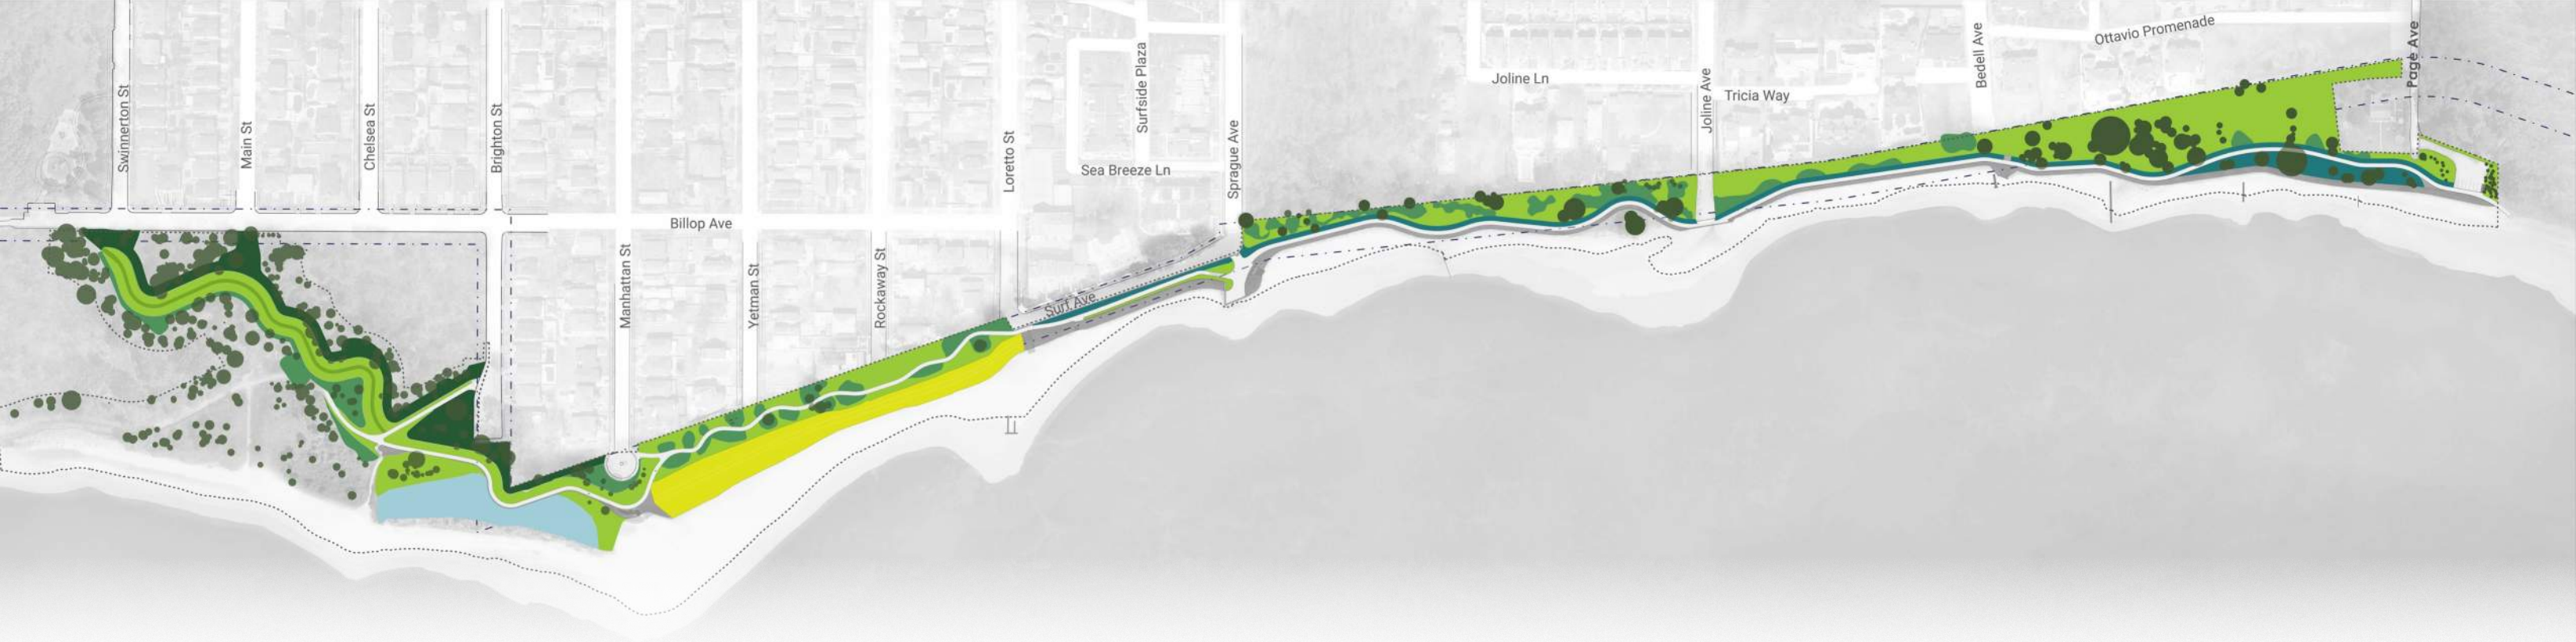 Swinnerton St
Main St
Chelsea St
Brighton St
Billop Ave
Manhattan St
Yetman St
Rockaway St
Loretto St
Surf Ave
Surfside Plaza
Sea Breeze Ln
Sprague Ave
Joline Ln
Joline Ave
Tricia Way
Bedell Ave
Ottavio Promenade
Page Ave